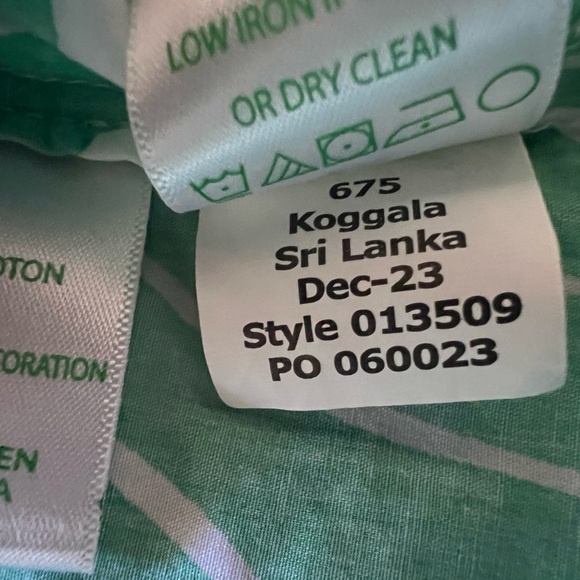 LOW IRON
OR DRY CLEAN
675
Koggala
Sri Lanka
Dec-23
Style 013509
PO 060023
OTON
ORATION
EN
A